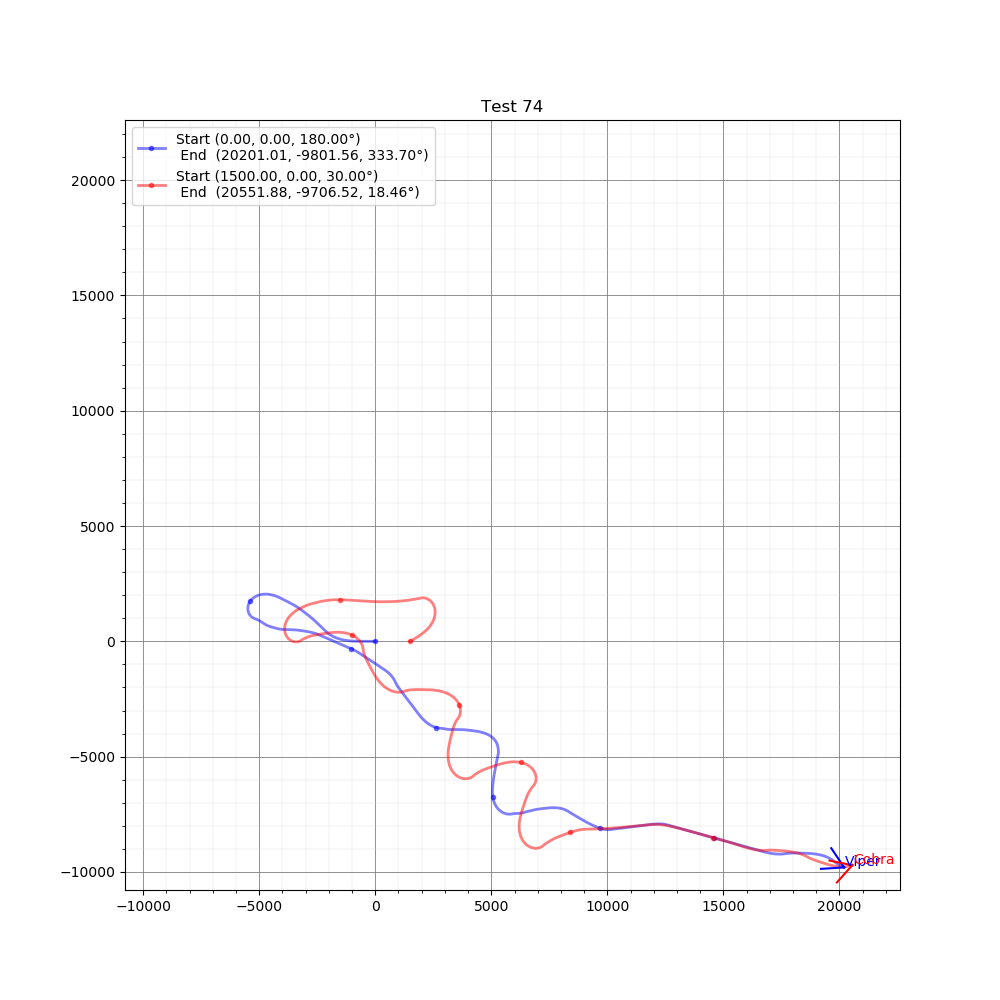 Test 74
Start (0.00, 0.00, 180.00°)
End (20201.01, -9801.56, 333.70°)
Start (1500.00, 0.00, 30.00°)
End (20551.88, -9706.52, 18.46°)
20000
15000
10000
5000
0
−5000
−10000
Viper
Cobra
−10000 −5000 0 5000 10000 15000 20000